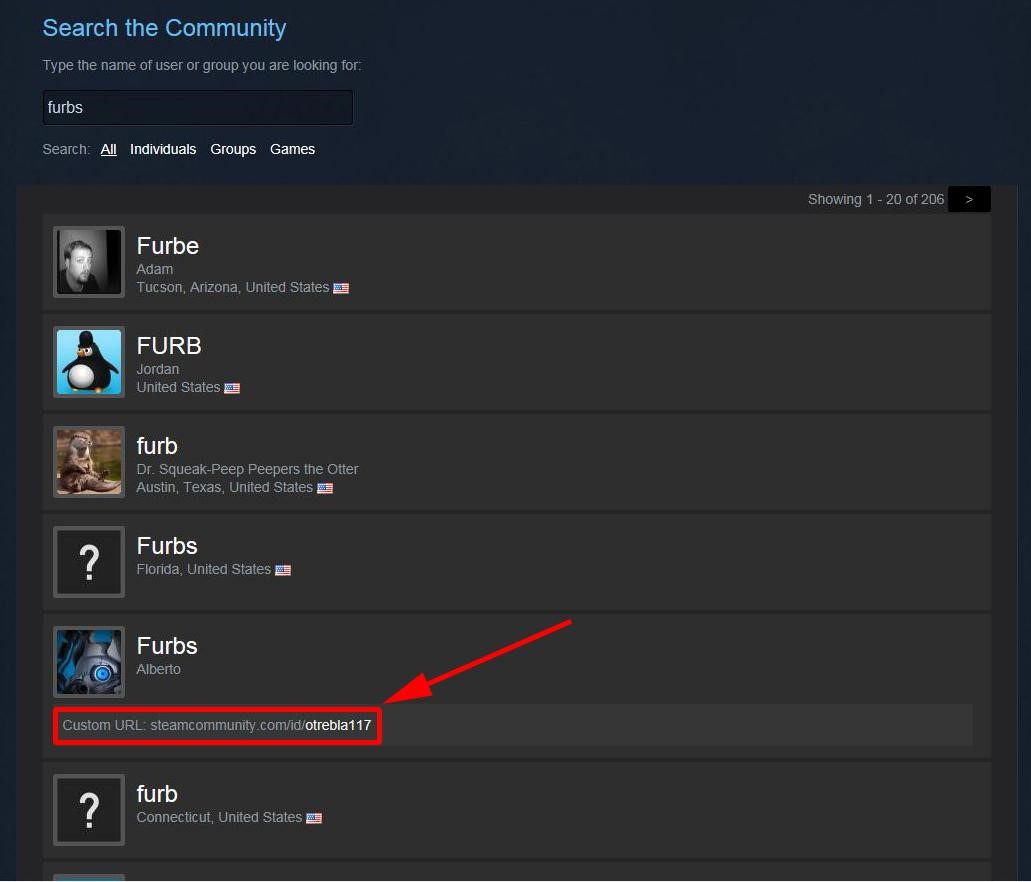 Search the Community
Type the name of user or group you are looking for:
furbs
Search: All Individuals Groups Games
Showing 1 - 20 of 206 >
Furbe
Adam
Tucson, Arizona, United States
FURB
Jordan
United States
furb
Dr. Squeak-Peep Peepers the Otter
Austin, Texas, United States
?
Furbs
Florida, United States
Furbs
Alberto
Custom URL: steamcommunity.com/id/otrebla117
?
furb
Connecticut, United States